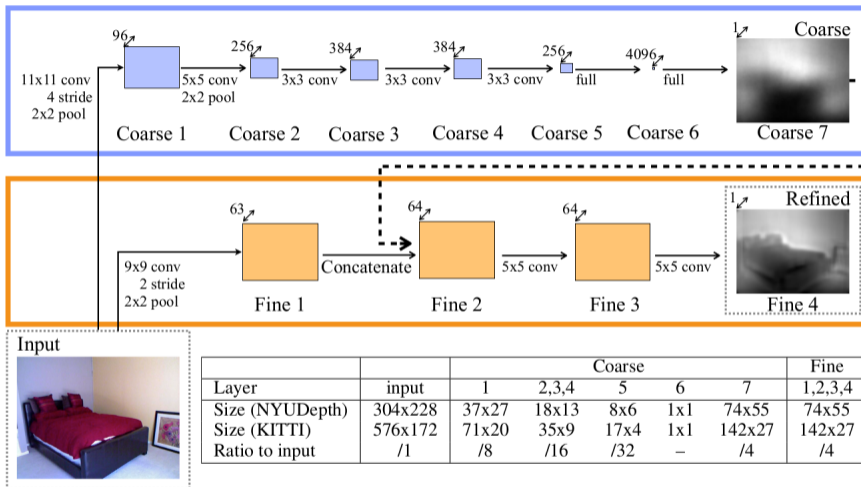 96
256
384
384
256
4096
1
Coarse
11x11 conv
4 stride
2x2 pool
5x5 conv
2x2 pool
3x3 conv
3x3 conv
3x3 conv
full
full
Coarse 1
Coarse 2
Coarse 3
Coarse 4
Coarse 5
Coarse 6
Coarse 7
63
64
64
1
Refined
9x9 conv
2 stride
2x2 pool
Concatenate
5x5 conv
5x5 conv
Fine 1
Fine 2
Fine 3
Fine 4
Input
Coarse Fine
Layer input 1 2,3,4 5 6 7 1,2,3,4
Size (NYUDepth) 304x228 37x27 18x13 8x6 1x1 74x55 74x55
Size (KITTI) 576x172 71x20 35x9 17x4 1x1 142x27 142x27
Ratio to input /1 /8 /16 /32 – /4 /4